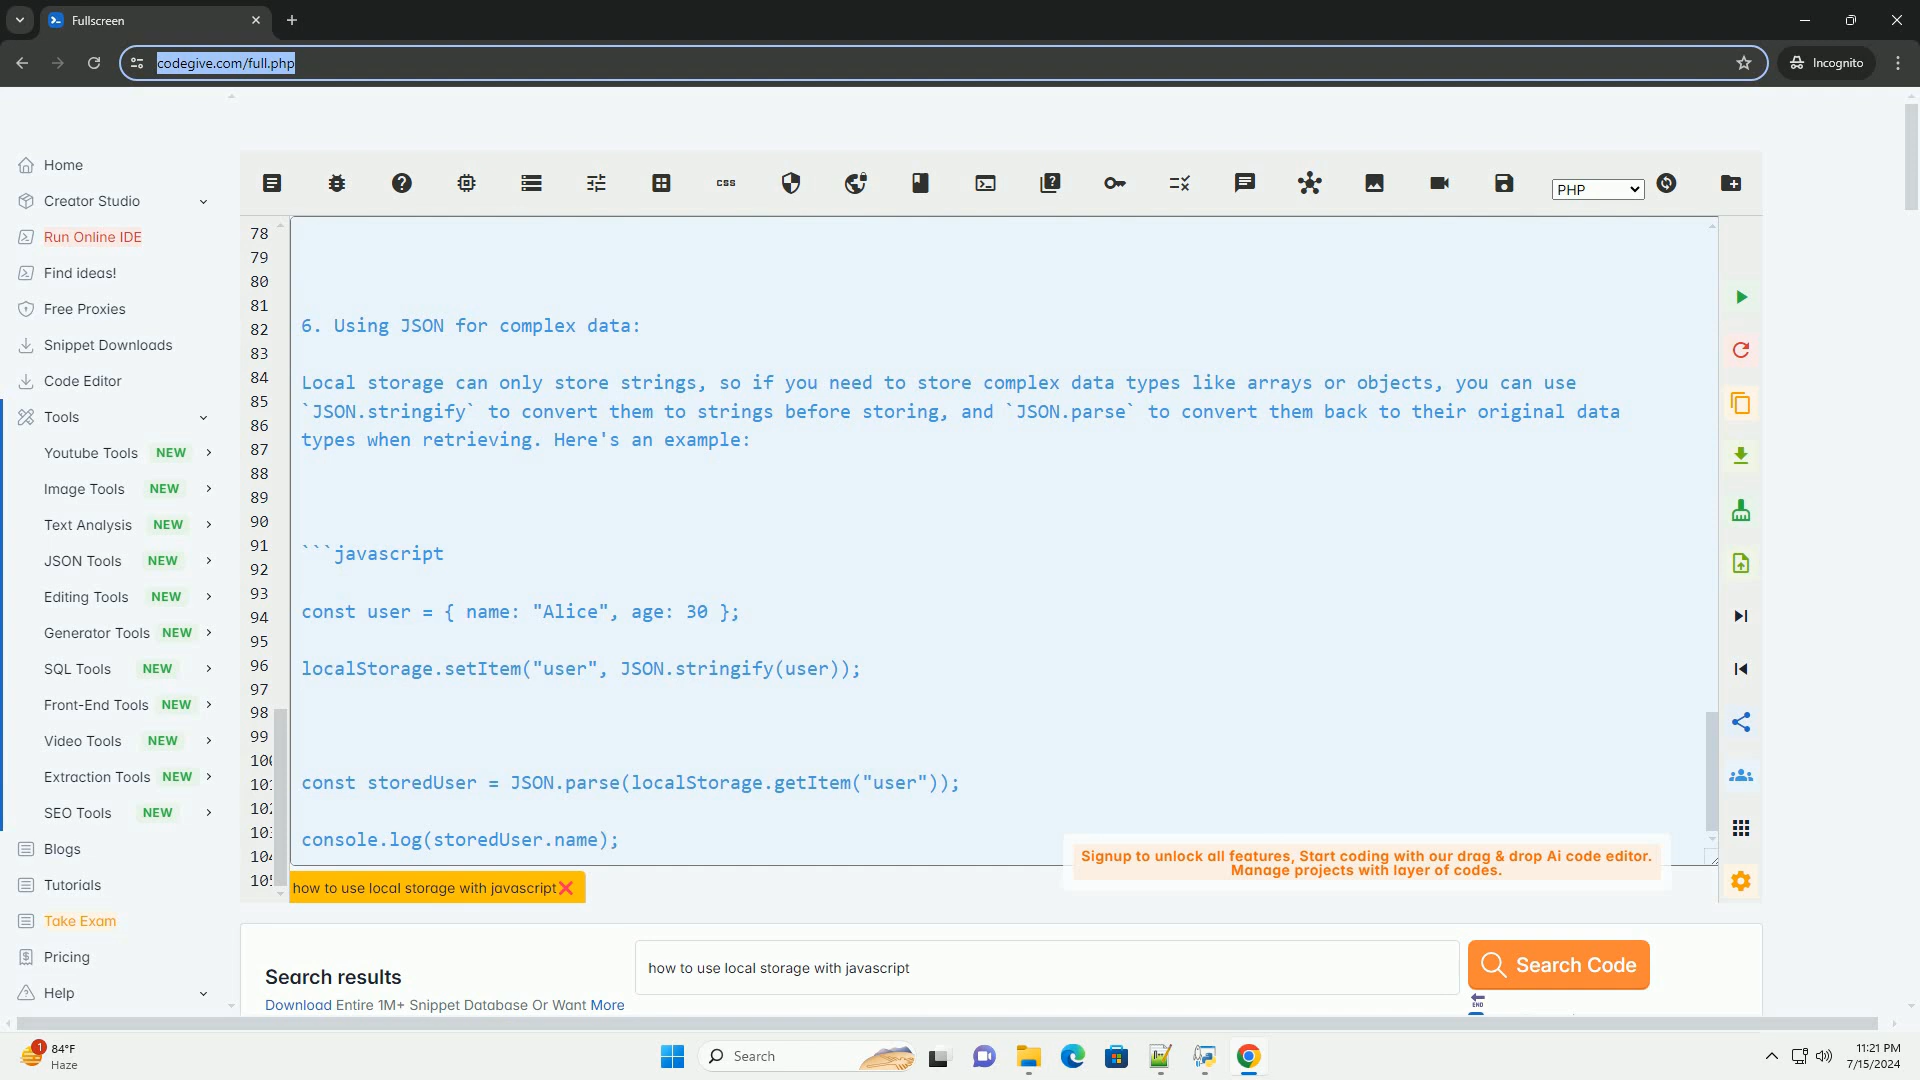 Fullscreen
codegive.com/full.php
Incognito
Home
Creator Studio
Run Online IDE
Find ideas!
Free Proxies
Snippet Downloads
Code Editor
Tools
Youtube Tools NEW
Image Tools NEW
Text Analysis NEW
JSON Tools NEW
Editing Tools NEW
Generator Tools NEW
SQL Tools NEW
Front-End Tools NEW
Video Tools NEW
Extraction Tools NEW
SEO Tools NEW
Blogs
Tutorials
Take Exam
Pricing
Help
css
PHP
78
79
80
81
82
83
84
85
86
87
88
89
90
91
92
93
94
95
96
97
98
99
100
101
102
103
104
105
6. Using JSON for complex data:
Local storage can only store strings, so if you need to store complex data types like arrays or objects, you can use
`JSON.stringify` to convert them to strings before storing, and `JSON.parse` to convert them back to their original data
types when retrieving. Here's an example:
```javascript
const user = { name: "Alice", age: 30 };
localStorage.setItem("user", JSON.stringify(user));
const storedUser = JSON.parse(localStorage.getItem("user"));
console.log(storedUser.name);
Signup to unlock all features, Start coding with our drag & drop Ai code editor.
Manage projects with layer of codes.
how to use local storage with javascript
Search results
Download Entire 1M+ Snippet Database Or Want More
how to use local storage with javascript
Search Code
END
1
84°F
Haze
Search
11:21 PM
7/15/2024